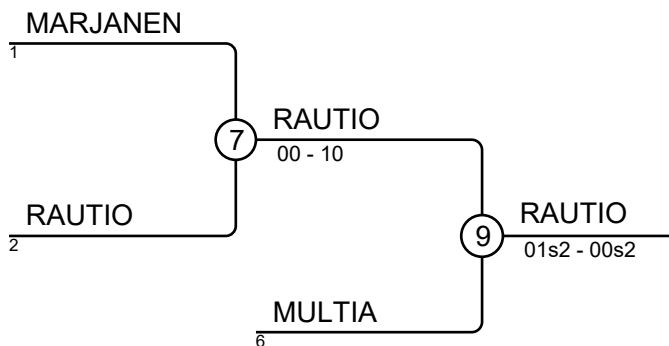 MARJANEN
1
7
RAUTIO
00 - 10
RAUTIO
2
9
RAUTIO
01s2 - 00s2
MULTIA
6